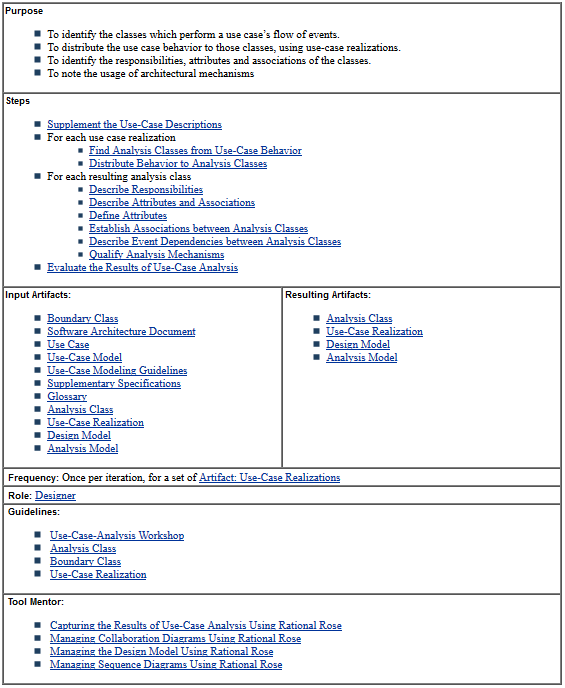 Purpose
To identify the classes which perform a use case's flow of events.
To distribute the use case behavior to those classes, using use-case realizations.
To identify the responsibilities, attributes and associations of the classes.
To note the usage of architectural mechanisms
Steps
Supplement the Use-Case Descriptions
For each use case realization
Find Analysis Classes from Use-Case Behavior
Distribute Behavior to Analysis Classes
For each resulting analysis class
Describe Responsibilities
Describe Attributes and Associations
Define Attributes
Establish Associations between Analysis Classes
Describe Event Dependencies between Analysis Classes
Qualify Analysis Mechanisms
Evaluate the Results of Use-Case Analysis
Input Artifacts:
Boundary Class
Software Architecture Document
Use Case
Use-Case Model
Use-Case Modeling Guidelines
Supplementary Specifications
Glossary
Analysis Class
Use-Case Realization
Design Model
Analysis Model
Resulting Artifacts:
Analysis Class
Use-Case Realization
Design Model
Analysis Model
Frequency: Once per iteration, for a set of Artifact: Use-Case Realizations
Role: Designer
Guidelines:
Use-Case-Analysis Workshop
Analysis Class
Boundary Class
Use-Case Realization
Tool Mentor:
Capturing the Results of Use-Case Analysis Using Rational Rose
Managing Collaboration Diagrams Using Rational Rose
Managing the Design Model Using Rational Rose
Managing Sequence Diagrams Using Rational Rose